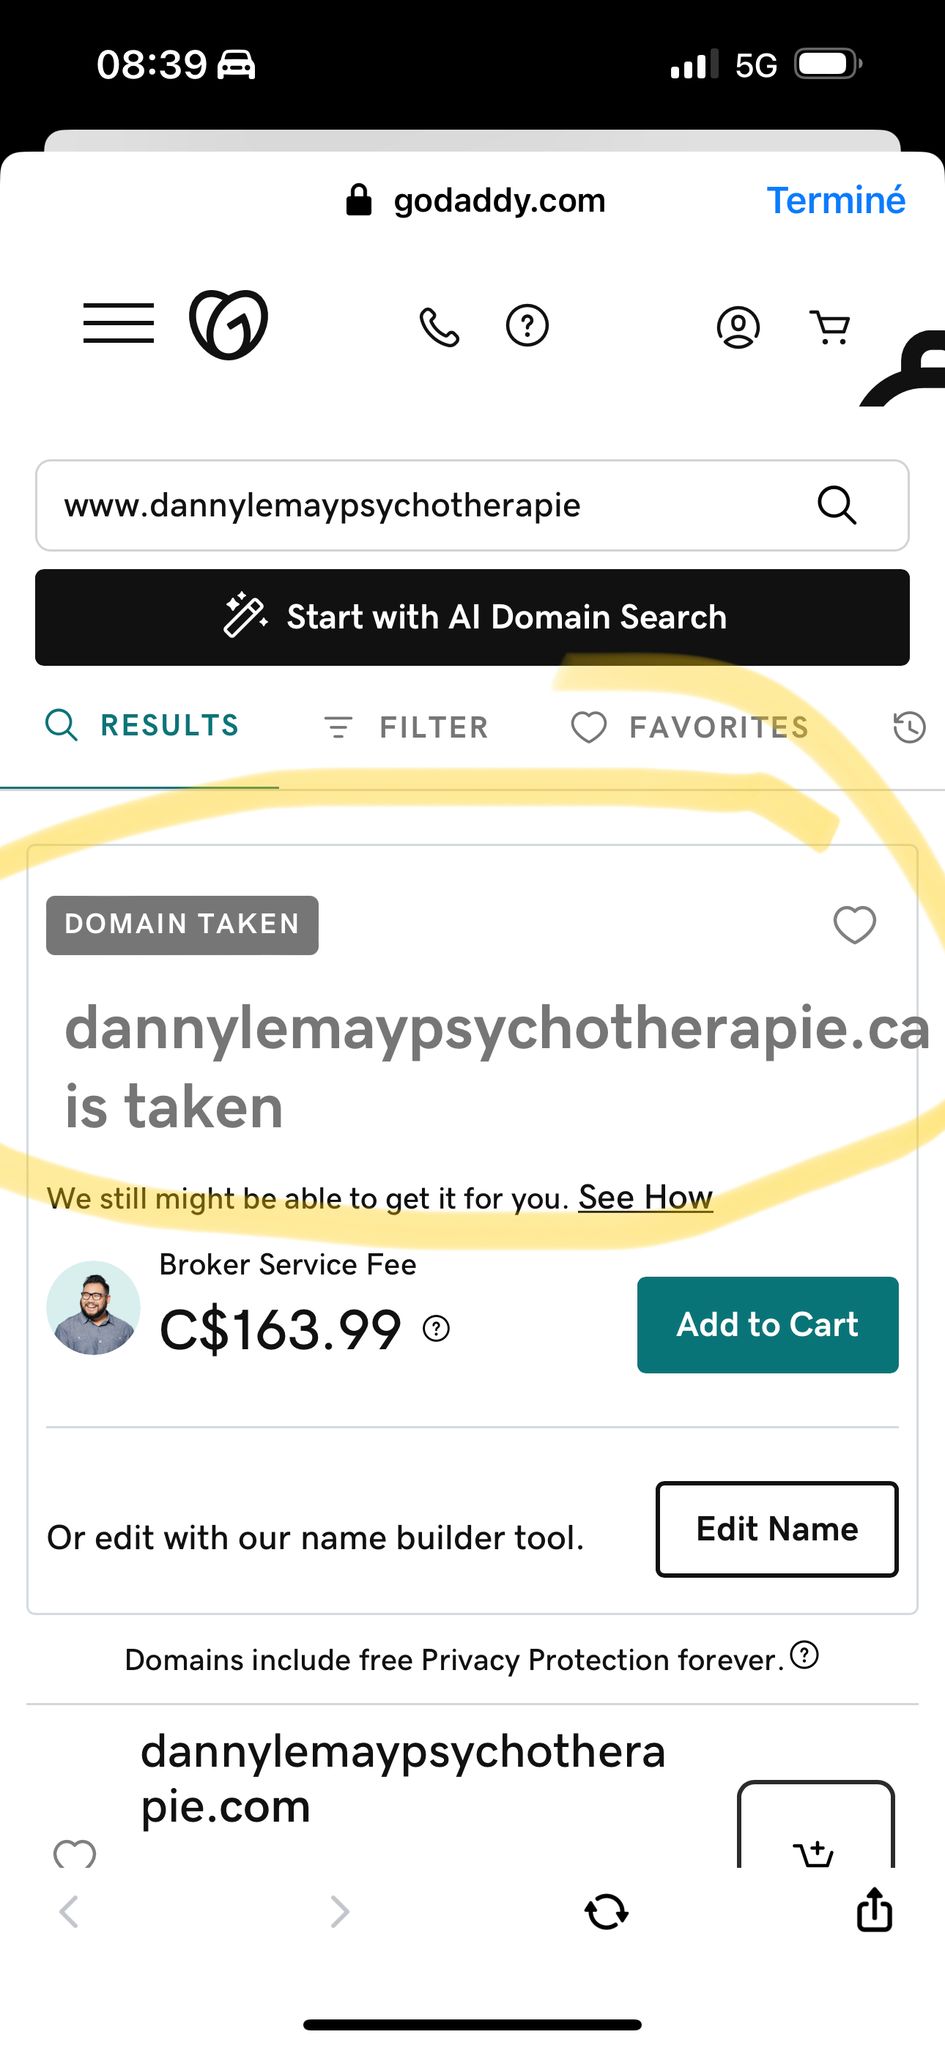 08:39
5G
godaddy.com
Terminé
www.dannylemaypsychotherapie
Start with AI Domain Search
RESULTS
FILTER
FAVORITES
DOMAIN TAKEN
dannylemaypsychotherapie.ca
is taken
We still might be able to get it for you. See How
Broker Service Fee
C$163.99
Add to Cart
Or edit with our name builder tool.
Edit Name
Domains include free Privacy Protection forever.
dannylemaypsychothera
pie.com